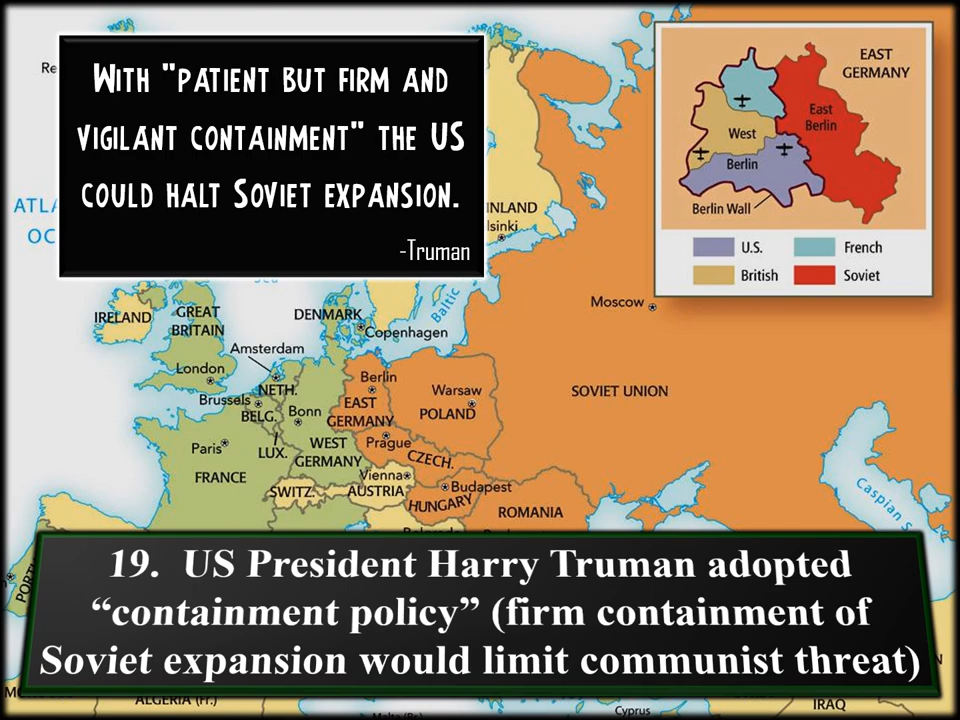 WITH "PATIENT BUT FIRM AND
VIGILANT CONTAINMENT" THE US
COULD HALT SOVIET EXPANSION.
-Truman
EAST
GERMANY
East
Berlin
West
Berlin
Berlin Wall
U.S.
French
British
Soviet
INLAND
lsinki
Baltic
Moscow
IRELAND
GREAT
BRITAIN
DENMARK
Copenhagen
Amsterdam
London
NETH.
Berlin
Warsaw
SOVIET UNION
Brussels
BELG.
Bonn
EAST
GERMANY
POLAND
Paris
LUX.
WEST
GERMANY
Prague
CZECH.
FRANCE
Vienna
SWITZ.
AUSTRIA
Budapest
HUNGARY
ROMANIA
Caspian S
19. US President Harry Truman adopted
“containment policy” (firm containment of
Soviet expansion would limit communist threat)
ALGERIA (Fr.)
Cyprus
IRAQ